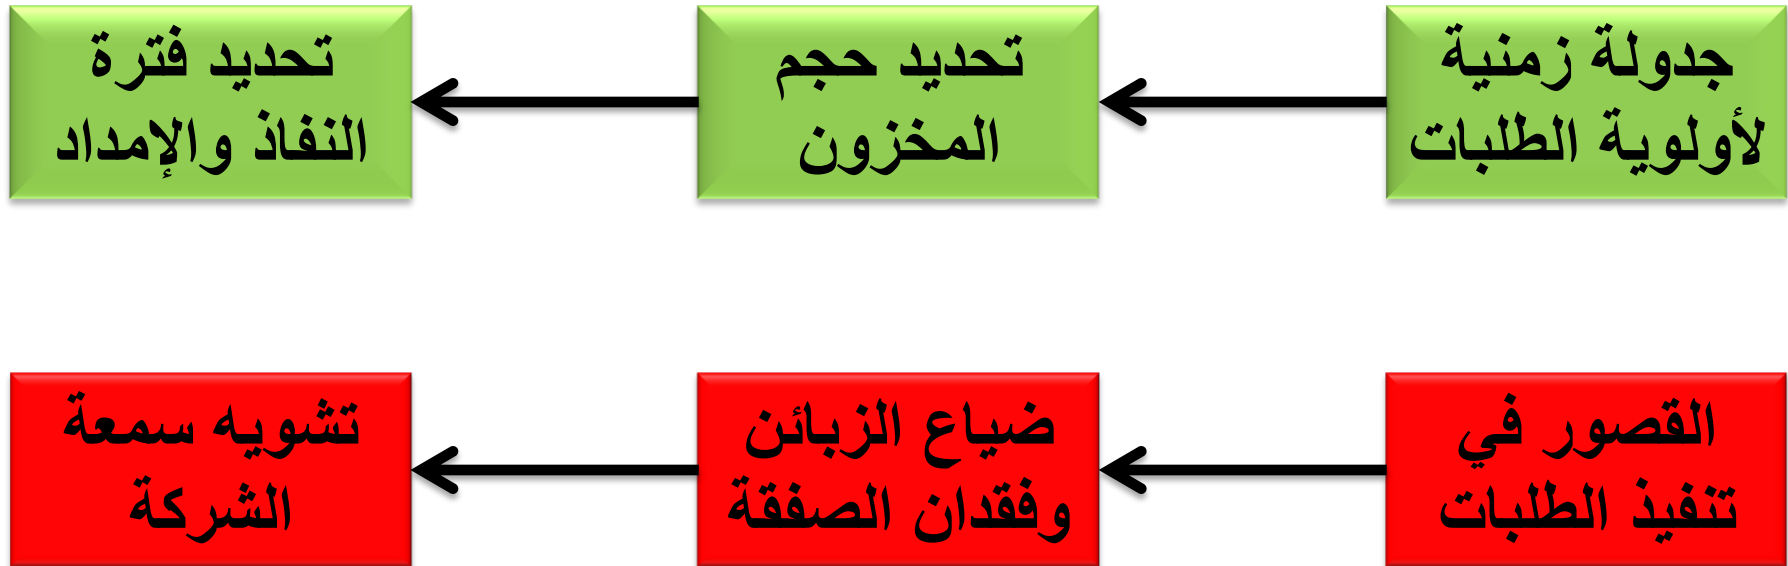 جدولة زمنية
لأولوية الطلبات
تحديد حجم
المخزون
تحديد فترة
النفاذ والإمداد
القصور في
تنفيذ الطلبات
ضياع الزبائن
وفقدان الصفقة
تشويه سمعة
الشركة